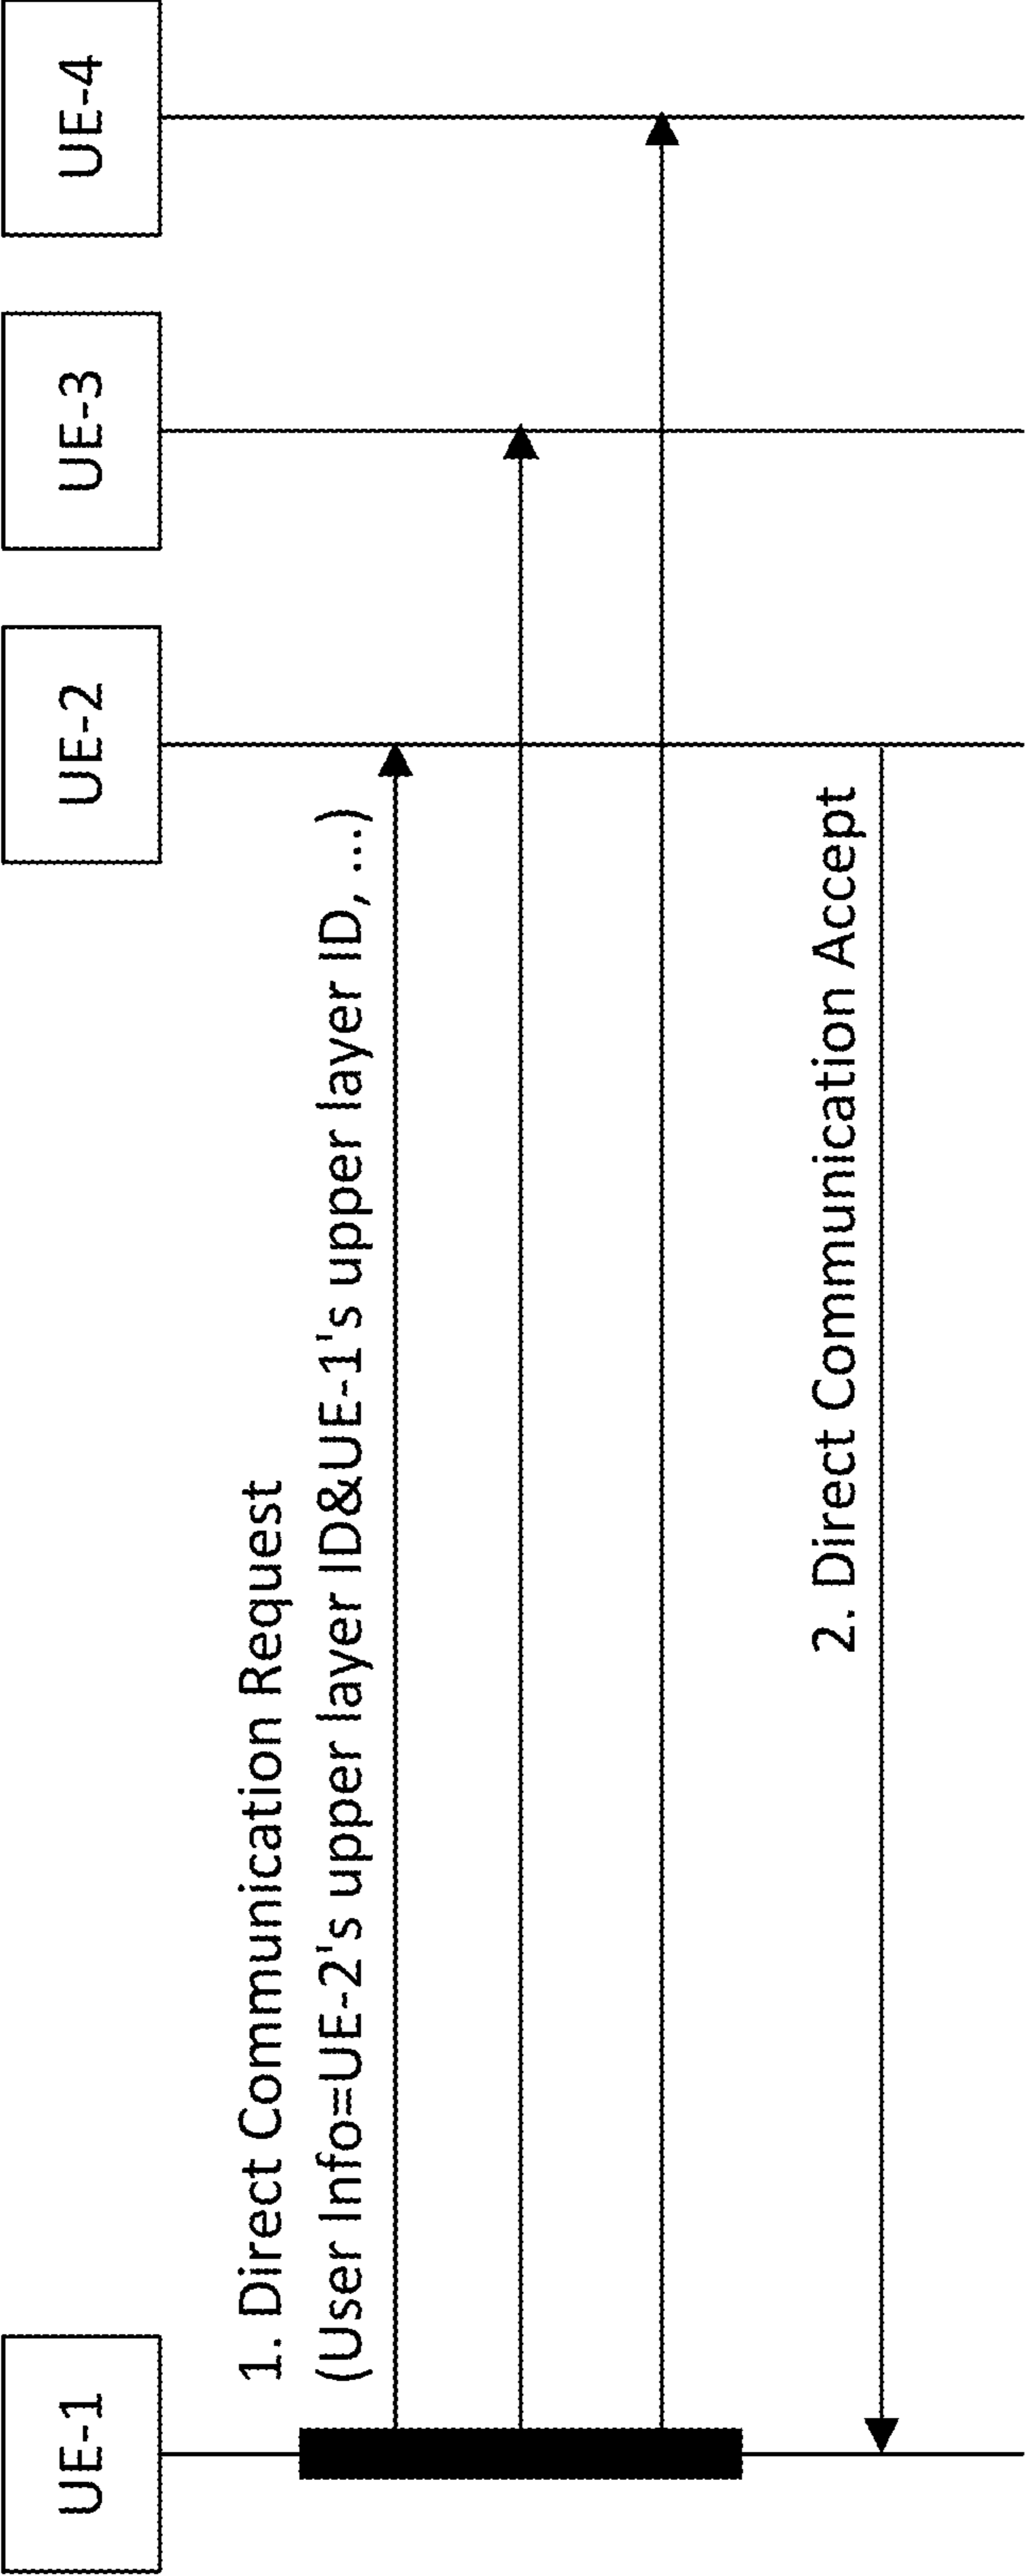 UE-1
UE-2
UE-3
UE-4
1. Direct Communication Request
(User Info=UE-2's upper layer ID&UE-1's upper layer ID, ...)
2. Direct Communication Accept